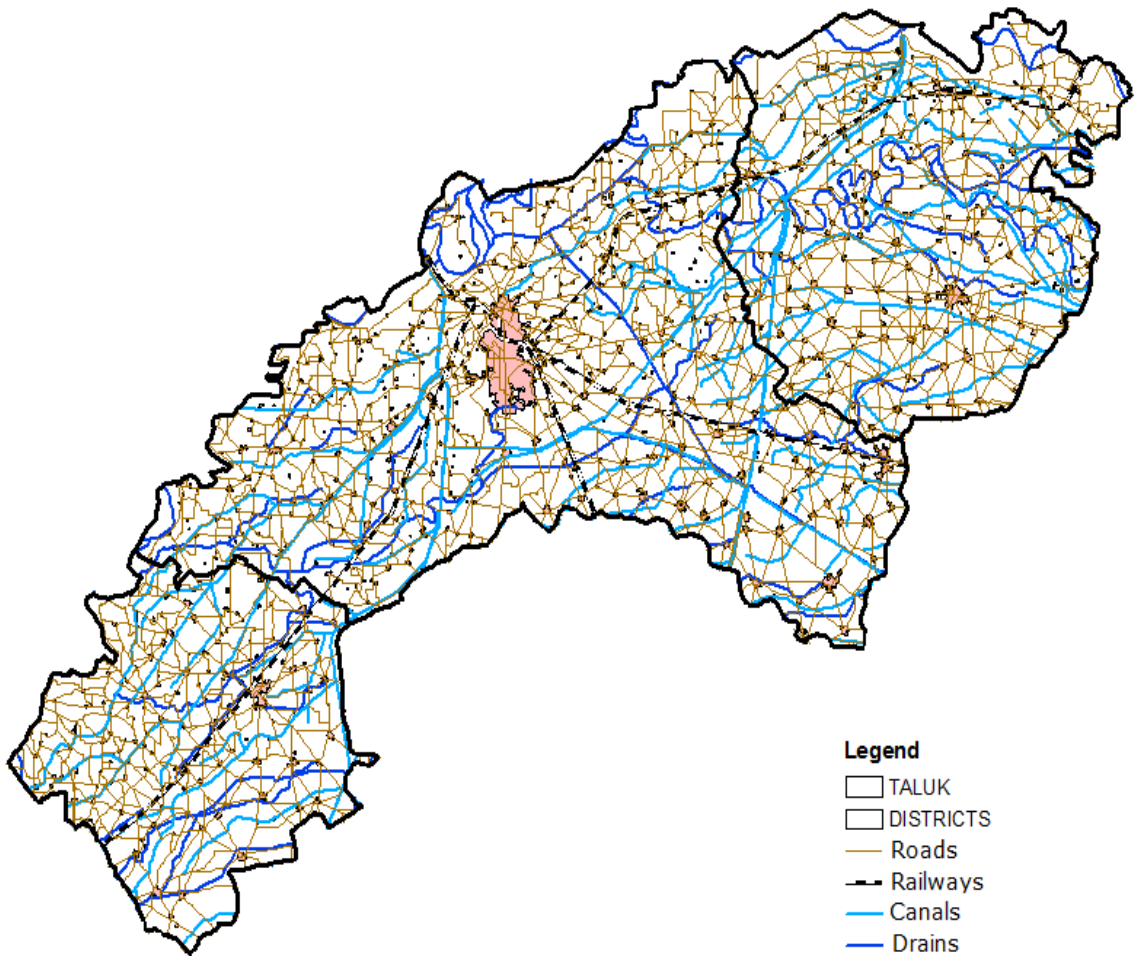 Legend
TALUK
DISTRICTS
Roads
Railways
Canals
Drains